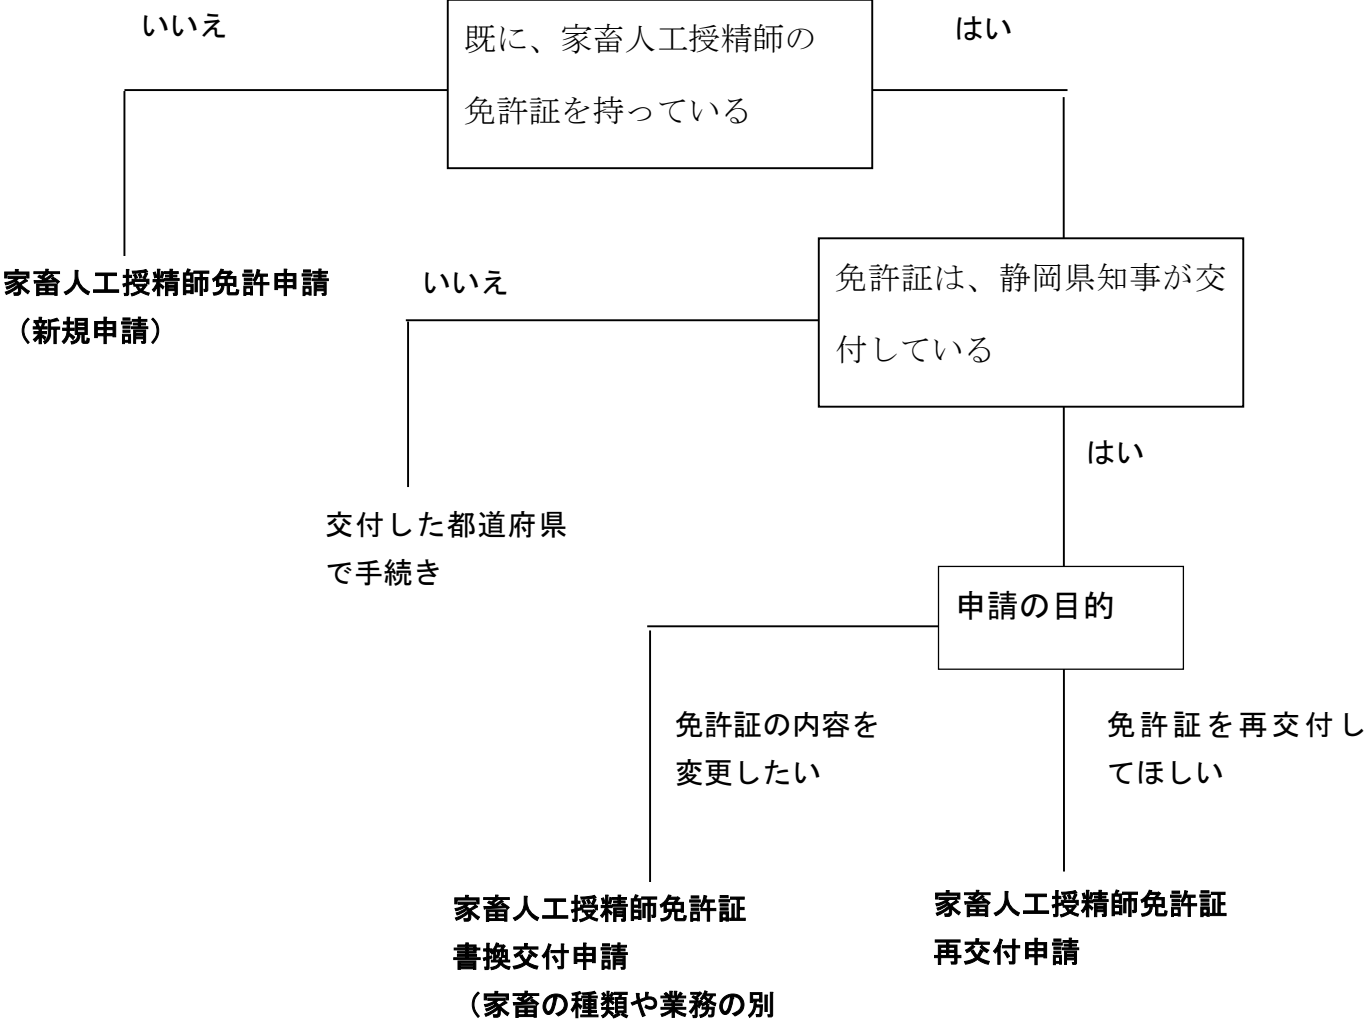 いいえ
既に、家畜人工授精師の
免許証を持っている
はい
家畜人工授精師免許申請
（新規申請）
いいえ
免許証は、静岡県知事が交
付している
はい
交付した都道府県
で手続き
申請の目的
免許証の内容を
変更したい
免許証を再交付し
てほしい
家畜人工授精師免許証
書換交付申請
（家畜の種類や業務の別
家畜人工授精師免許証
再交付申請